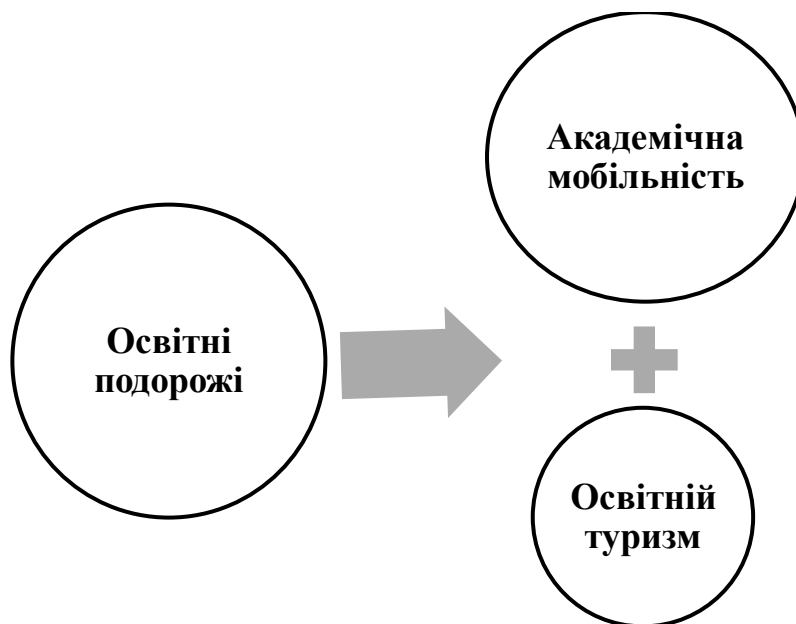 Академічна
мобільність
Освітні
подорожі
Освітній
туризм